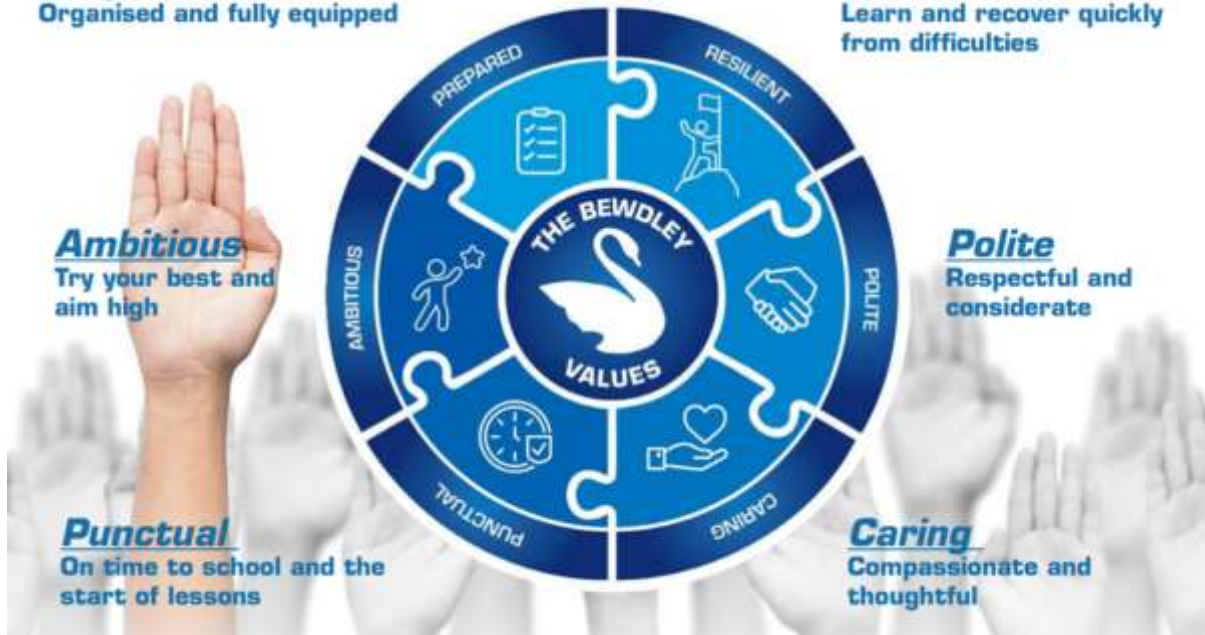 Organised and fully equipped
Learn and recover quickly
from difficulties
PREPARED
RESILIENT
AMBITIOUS
POLITE
PUNCTUAL
CARING
THE BEWDLEY
VALUES
Ambitious
Try your best and
aim high
Polite
Respectful and
considerate
Punctual
On time to school and the
start of lessons
Caring
Compassionate and
thoughtful